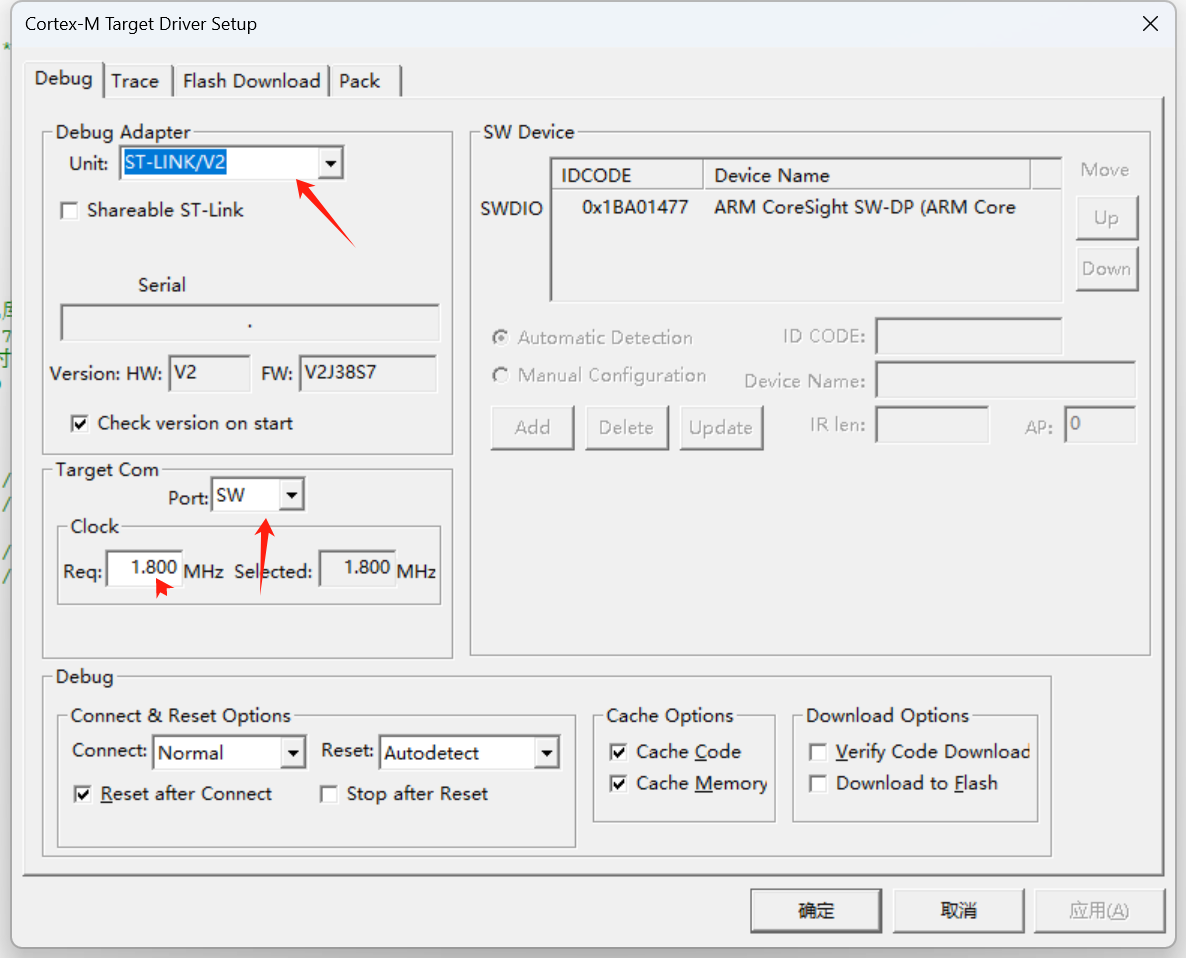 Cortex-M Target Driver Setup
Debug
Trace
Flash Download
Pack
Debug Adapter
Unit: ST-LINK/V2
Shareable ST-Link
Serial
.
Version: HW: V2 FW: V2J38S7
Check version on start
Target Com
Port: SW
Clock
Req: 1.800 MHz Selected: 1.800 MHz
SW Device
IDCODE Device Name
SWDIO 0x1BA01477 ARM CoreSight SW-DP (ARM Core
Move
Up
Down
Automatic Detection ID CODE:
Manual Configuration Device Name:
Add Delete Update IR len: AP: 0
Debug
Connect & Reset Options
Connect: Normal Reset: Autodetect
Reset after Connect Stop after Reset
Cache Options
Cache Code
Cache Memory
Download Options
Verify Code Download
Download to Flash
确定 取消 应用(A)